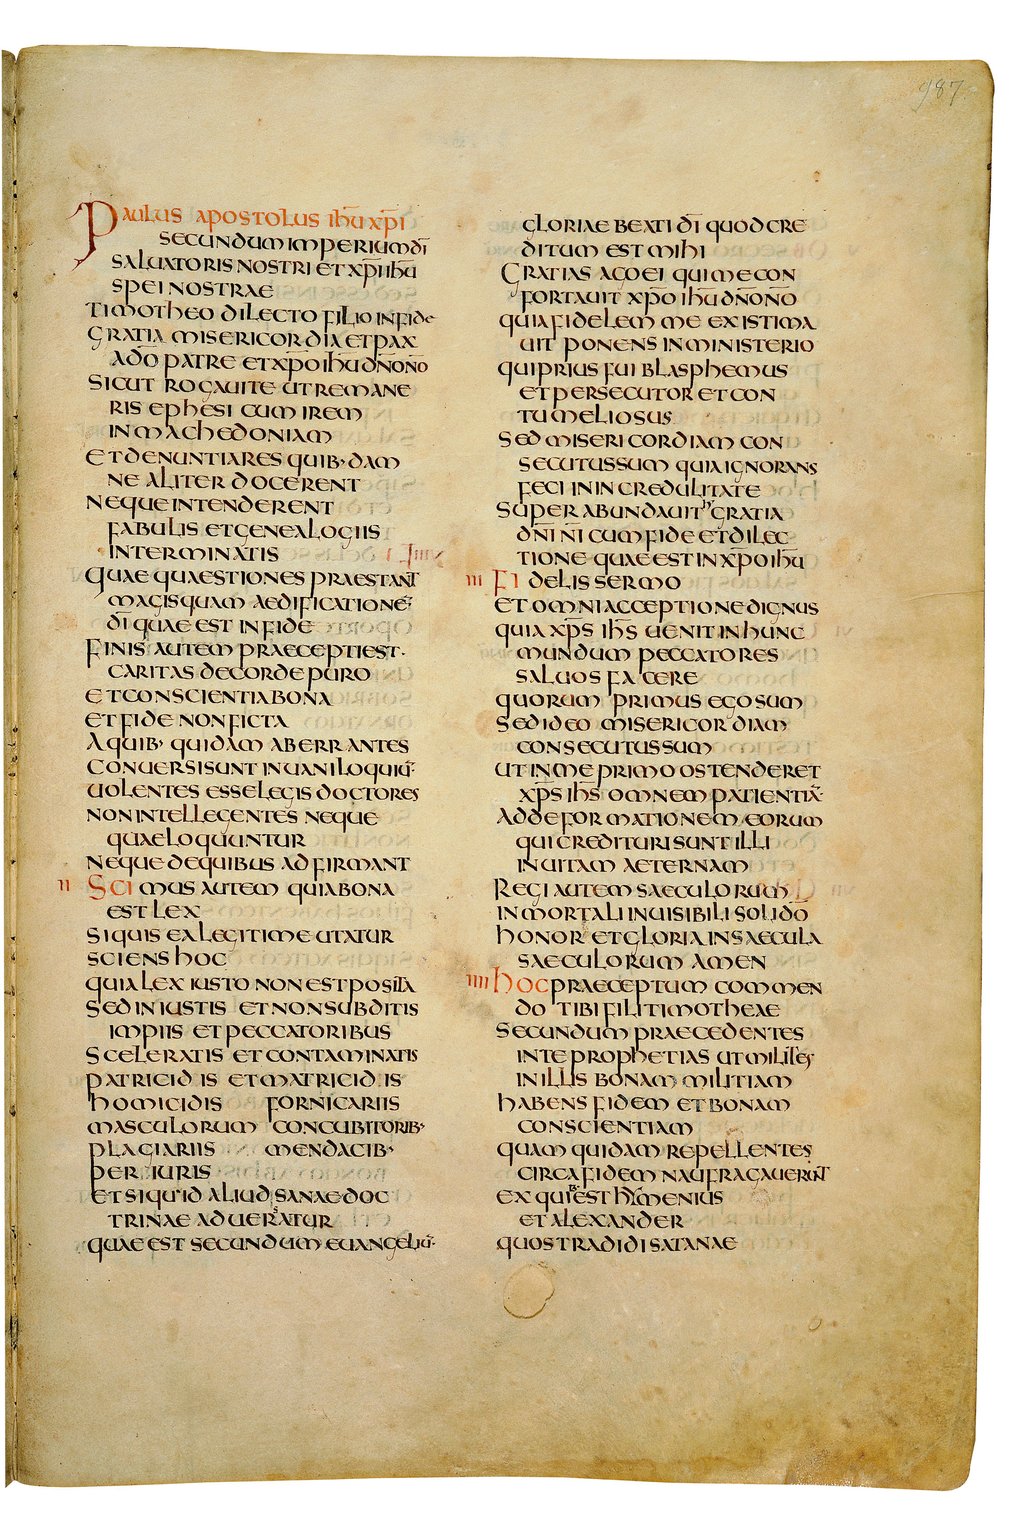 987
PAULUS APOSTOLUS IHU XPI
SECUNDUM IMPERIUM DI
SALUATORIS NOSTRI ET XPI IHU
SPEI NOSTRAE
TIMOTHEO DILECTO FILIO IN FIDE
GRATIA MISERICORDIA ET PAX
A DO PATRE ET XPO IHU DNO NO
SICUT ROGAUI TE UT REMANE
RIS EPHESI CUM IREM
IN MACHEDONIAM
ET DENUNTIARES QUIB· DAM
NE ALITER DOCERENT
NEQUE INTENDERENT
FABULIS ET GENEALOGIIS
INTERMINATIS
QUAE QUAESTIONES PRAESTANT
MAGIS QUAM AEDIFICATIONĒ
DI QUAE EST IN FIDE
FINIS AUTEM PRAECEPTI EST·
CARITAS DE CORDE PURO
ET CONSCIENTIA BONA
ET FIDE NON FICTA
A QUIB· QUIDAM ABERRANTES
CONUERSI SUNT IN UANILOQUIŪ
UOLENTES ESSE LEGIS DOCTORES
NON INTELLEGENTES NEQUE
QUAE LOQUUNTUR
NEQUE DE QUIBUS ADFIRMANT
II SCIMUS AUTEM QUIA BONA
EST LEX
SI QUIS EA LEGITIME UTATUR
SCIENS HOC
QUIA LEX IUSTO NON EST POSITA
SED INIUSTIS ET NON SUBDITIS
IMPIIS ET PECCATORIBUS
SCELERATIS ET CONTAMINATIS
PATRICIDIS ET MATRICIDIS
HOMICIDIS FORNICARIIS
MASCULORUM CONCUBITORIB·
PLAGIARIIS MENDACIB·
PERIURIS
ET SI QUID ALIUD SANAE DOC
TRINAE ADUERSATUR
QUAE EST SECUNDUM EUANGELIŪ
GLORIAE BEATI DI QUOD CRE
DITUM EST MIHI
GRATIAS AGO EI QUI ME CON
FORTAUIT XPO IHU DNO NO
QUIA FIDELEM ME EXISTIMA
UIT PONENS IN MINISTERIO
QUI PRIUS FUI BLASPHEMUS
ET PERSECUTOR ET CON
TUMELIOSUS
SED MISERICORDIAM CON
SECUTUS SUM QUIA IGNORANS
FECI IN INCREDULITATE
SUPERABUNDAUIT GRATIA
DNI NI CUM FIDE ET DILEC
TIONE QUAE EST IN XPO IHU
III FIDELIS SERMO
ET OMNI ACCEPTIONE DIGNUS
QUIA XPS IHS UENIT IN HUNC
MUNDUM PECCATORES
SALUOS FACERE
QUORUM PRIMUS EGO SUM
SED IDEO MISERICORDIAM
CONSECUTUS SUM
UT IN ME PRIMO OSTENDERET
XPS IHS OMNEM PATIENTIĀ
AD DEFORMATIONEM EORUM
QUI CREDITURI SUNT ILLI
IN UITAM AETERNAM
REGI AUTEM SAECULORUM
INMORTALI INUISIBILI SOLI DO
HONOR ET GLORIA IN SAECULA
SAECULORUM AMEN
IIII HOC PRAECEPTUM COMMEN
DO TIBI FILI TIMOTHEAE
SECUNDUM PRAECEDENTES
IN TE PROPHETIAS UT MILITES
IN ILLIS BONAM MILITIAM
HABENS FIDEM ET BONAM
CONSCIENTIAM
QUAM QUIDAM REPELLENTES
CIRCA FIDEM NAUFRAGAUERUNT
EX QUIB· EST HYMENIUS
ET ALEXANDER
QUOS TRADIDI SATANAE